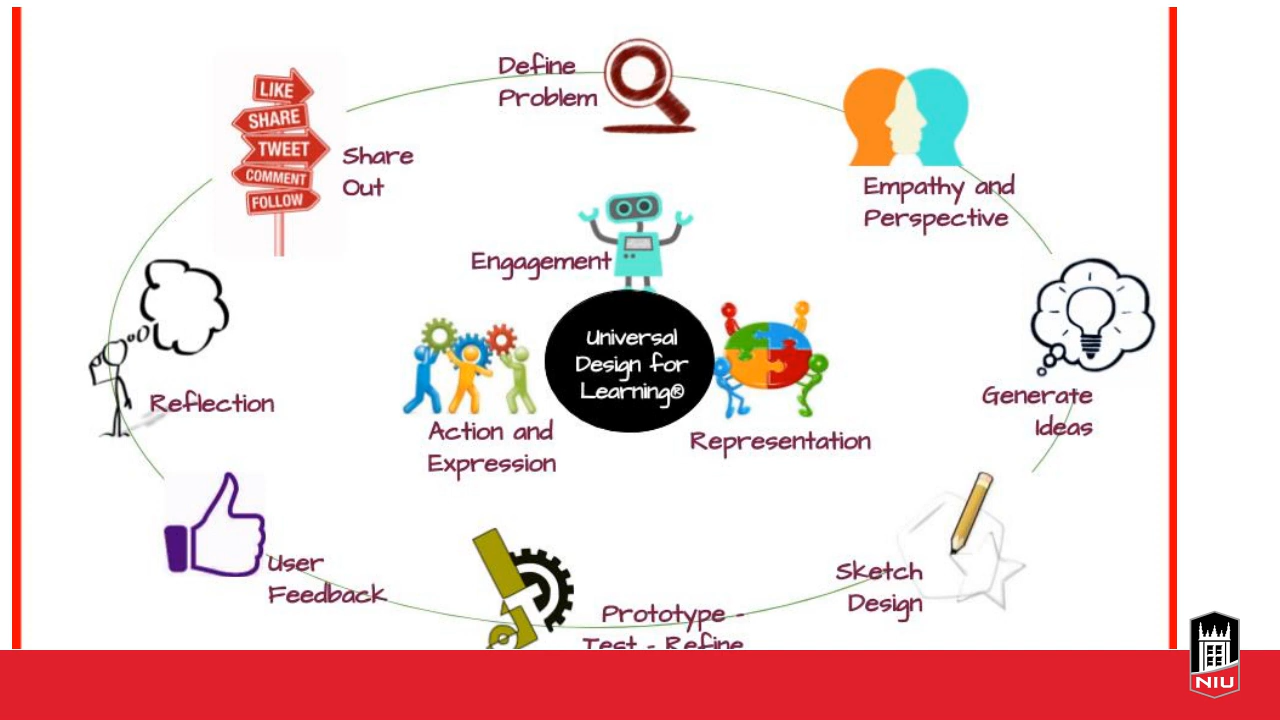 Define
Problem
LIKE
SHARE
TWEET
COMMENT
FOLLOW
Share
Out
Empathy and
Perspective
Engagement
Universal
Design for
Learning®
Generate
Ideas
Reflection
Action and
Expression
Representation
User
Feedback
Sketch
Design
Prototype -
Test - Refine
NIU